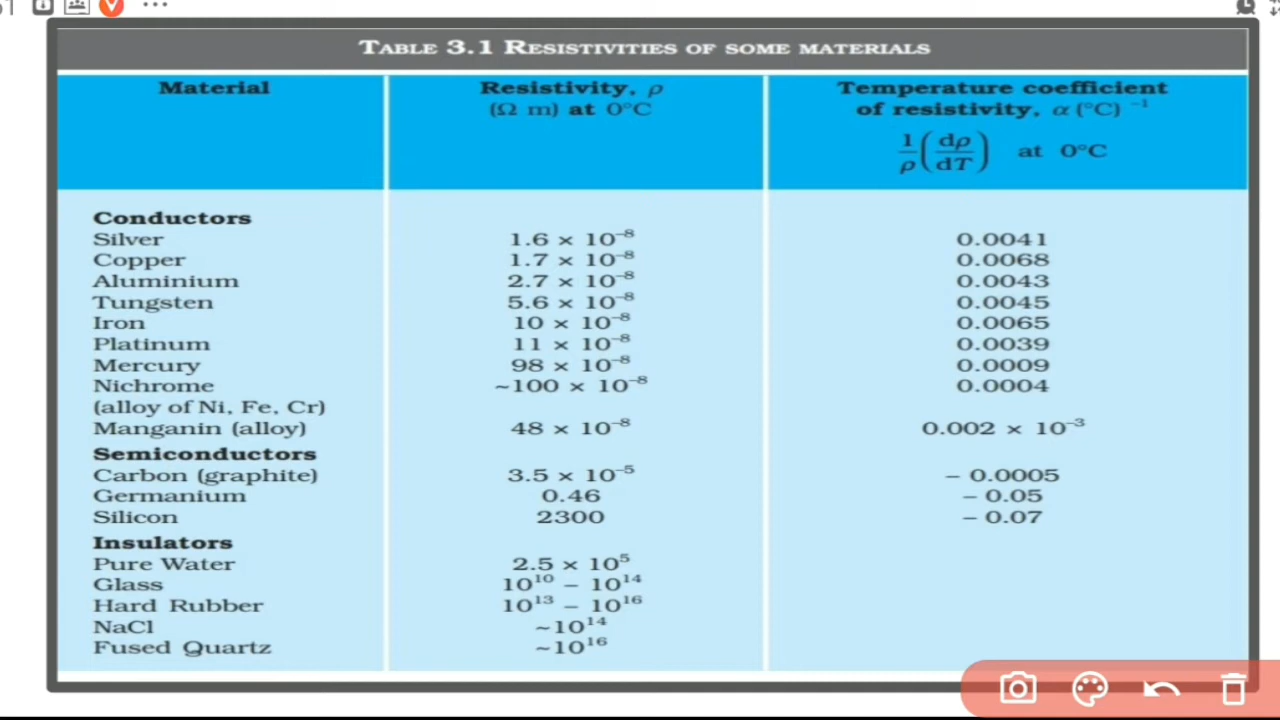 51
TABLE 3.1 RESISTIVITIES OF SOME MATERIALS
Material Resistivity, ρ Temperature coefficient
(Ω m) at 0°C of resistivity, α (°C) ⁻¹
1/ρ (dρ/dT) at 0°C
Conductors
Silver 1.6 × 10⁻⁸ 0.0041
Copper 1.7 × 10⁻⁸ 0.0068
Aluminium 2.7 × 10⁻⁸ 0.0043
Tungsten 5.6 × 10⁻⁸ 0.0045
Iron 10 × 10⁻⁸ 0.0065
Platinum 11 × 10⁻⁸ 0.0039
Mercury 98 × 10⁻⁸ 0.0009
Nichrome ~100 × 10⁻⁸ 0.0004
(alloy of Ni, Fe, Cr)
Manganin (alloy) 48 × 10⁻⁸ 0.002 × 10⁻³
Semiconductors
Carbon (graphite) 3.5 × 10⁻⁵ – 0.0005
Germanium 0.46 – 0.05
Silicon 2300 – 0.07
Insulators
Pure Water 2.5 × 10⁵
Glass 10¹⁰ – 10¹⁴
Hard Rubber 10¹³ – 10¹⁶
NaCl ~10¹⁴
Fused Quartz ~10¹⁶